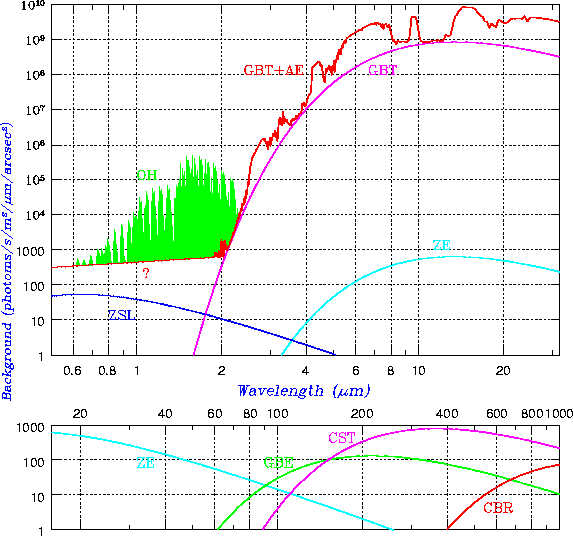 10¹⁰
10⁹
10⁸
10⁷
10⁶
10⁵
10⁴
1000
100
10
1
Background (photoms/s/m²/μm/arcsec²)
GBT+AE
GBT
OH
?
ZSL
ZE
0.6 0.8 1 2 4 6 8 10 20
Wavelength (μm)
20 40 60 80 100 200 400 600 800 1000
1000
100
10
1
ZE
GBE
CST
CBR